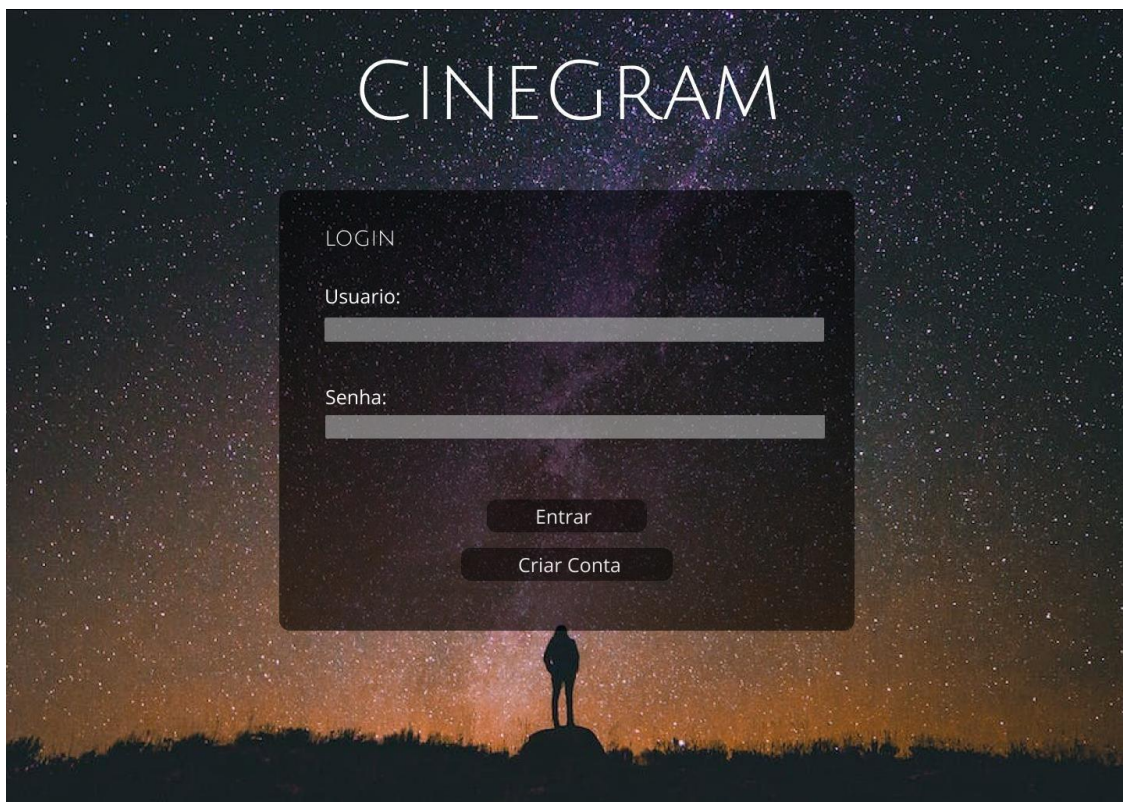 CINEGRAM
LOGIN
Usuario:
Senha:
Entrar
Criar Conta